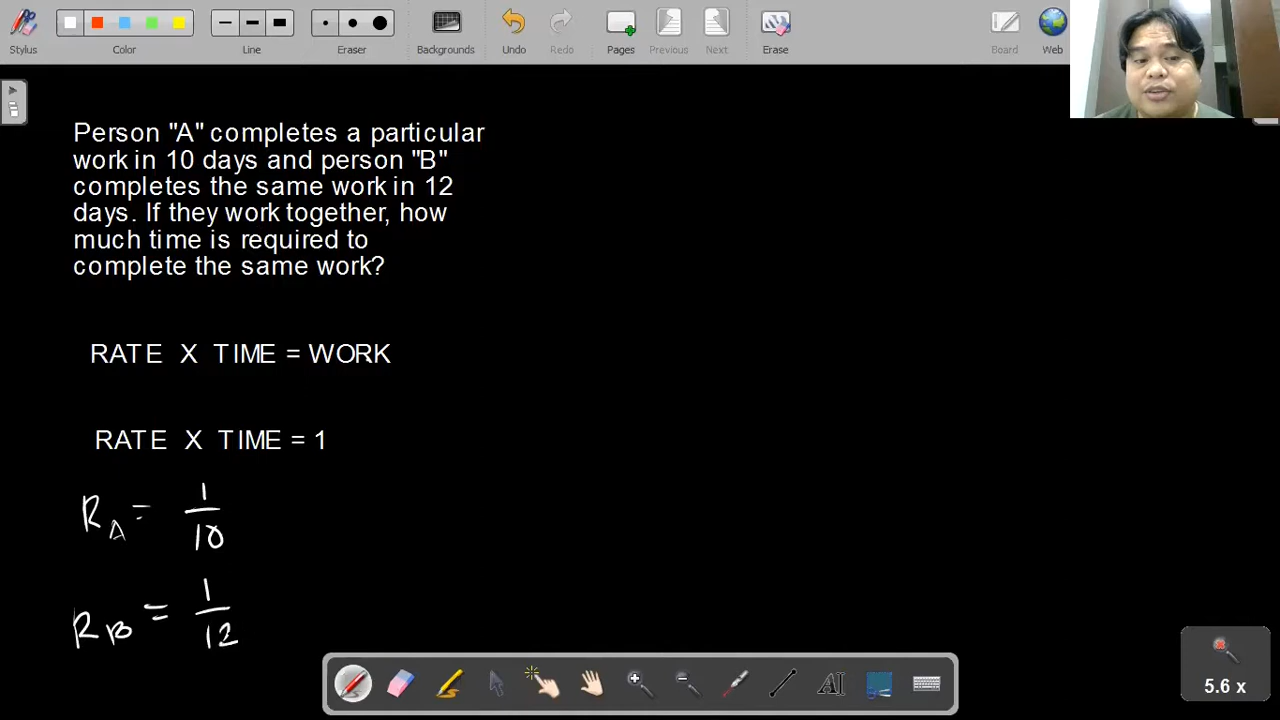 Stylus
Color
Line
Eraser
Backgrounds
Undo
Redo
Pages
Previous
Next
Erase
Board
Web
Person "A" completes a particular
work in 10 days and person "B"
completes the same work in 12
days. If they work together, how
much time is required to
complete the same work?
RATE X TIME = WORK
RATE X TIME = 1
R_A = 1/10
R_B = 1/12
5.6 x